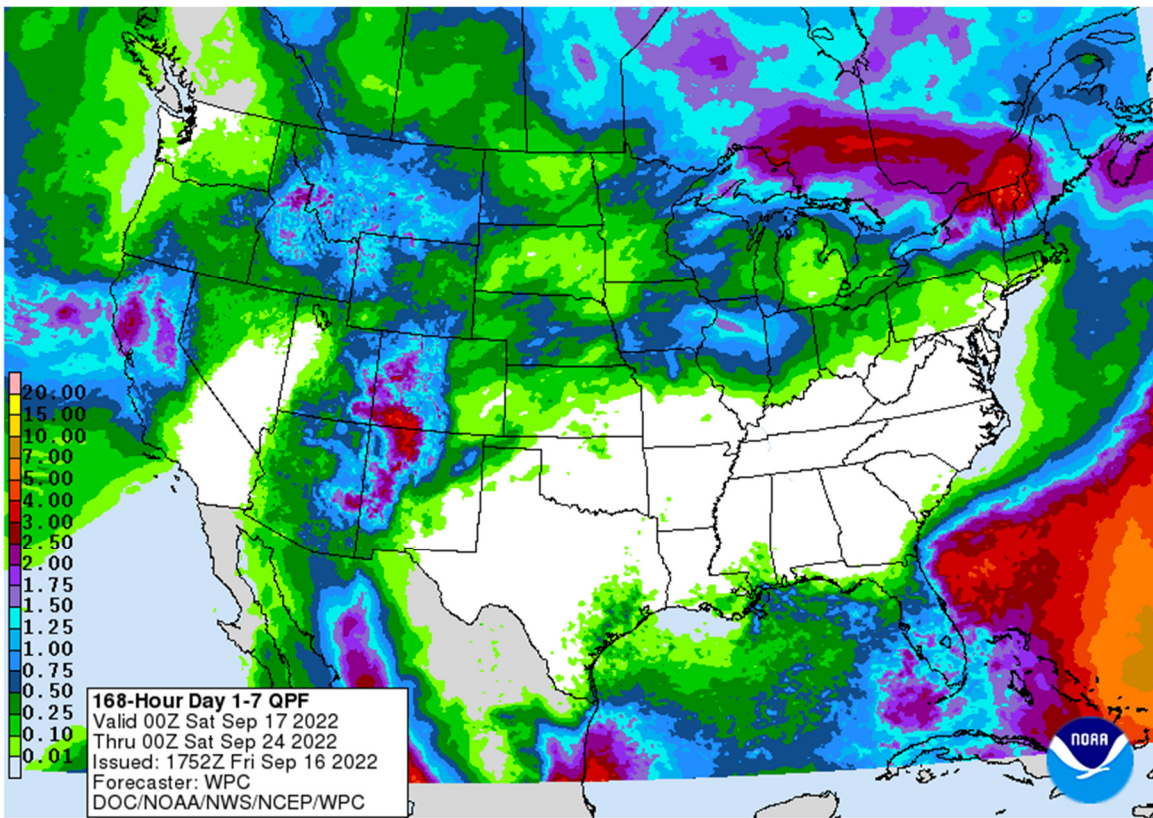 20.00
15.00
10.00
7.00
5.00
4.00
3.00
2.50
2.00
1.75
1.50
1.25
1.00
0.75
0.50
0.25
0.10
0.01
168-Hour Day 1-7 QPF
Valid 00Z Sat Sep 17 2022
Thru 00Z Sat Sep 24 2022
Issued: 1752Z Fri Sep 16 2022
Forecaster: WPC
DOC/NOAA/NWS/NCEP/WPC
NOAA